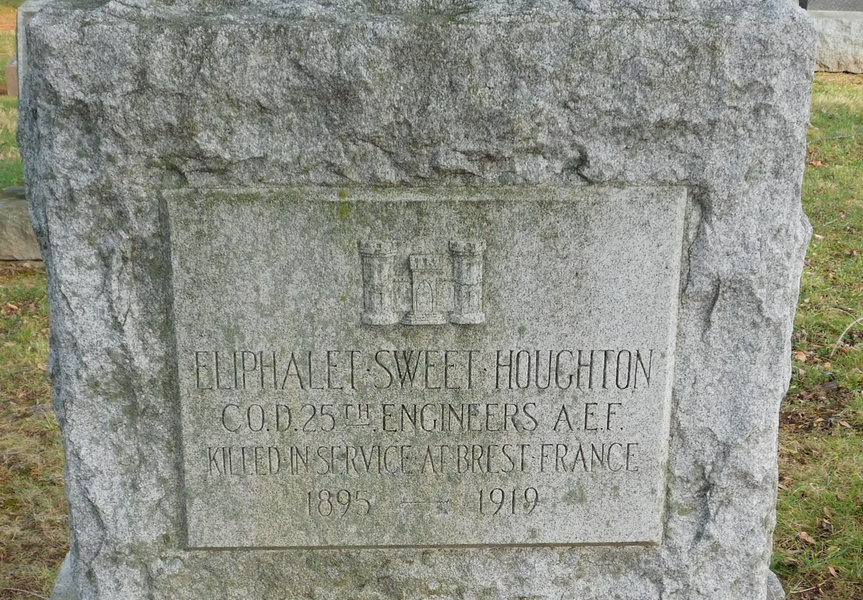 ELIPHALET·SWEET·HOUGHTON
CO.D.25TH.ENGINEERS A.E.F.
KILLED·IN·SERVICE·AT·BREST·FRANCE
1895 — 1919